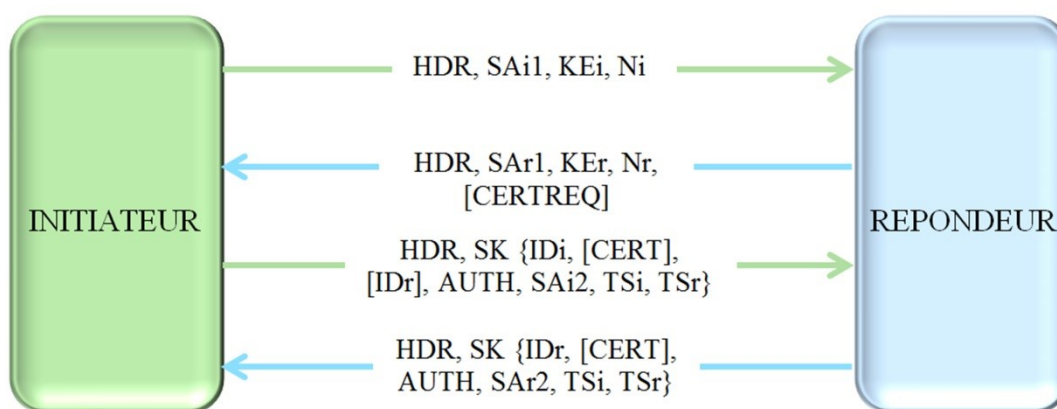 HDR, SAi1, KEi, Ni
HDR, SAr1, KEr, Nr,
[CERTREQ]
INITIATEUR
REPONDEUR
HDR, SK {IDi, [CERT],
[IDr], AUTH, SAi2, TSi, TSr}
HDR, SK {IDr, [CERT],
AUTH, SAr2, TSi, TSr}